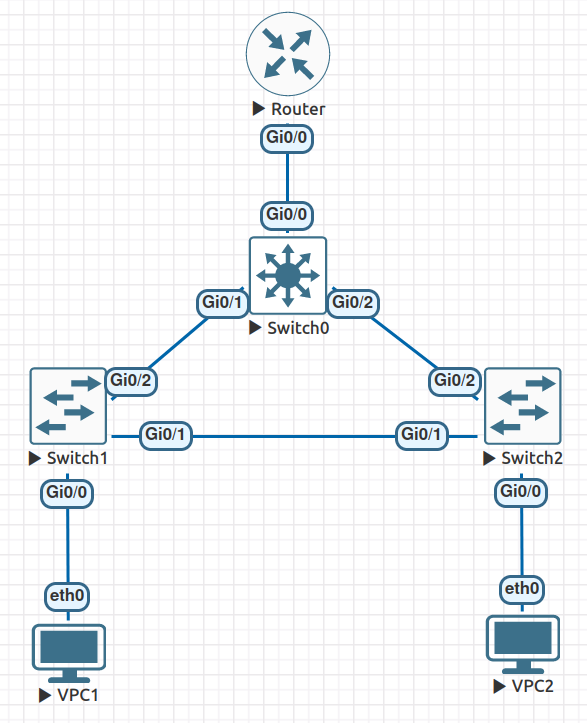 Router
Gi0/0
Gi0/0
Gi0/1
Gi0/2
Switch0
Gi0/2
Gi0/2
Gi0/1
Gi0/1
Switch1
Switch2
Gi0/0
Gi0/0
eth0
eth0
VPC1
VPC2